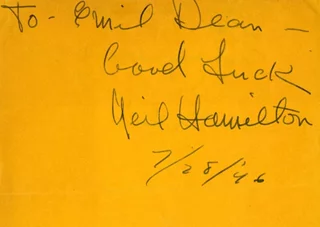 To - Emil Dean -
Good Luck
Neil Hamilton
7/28/46